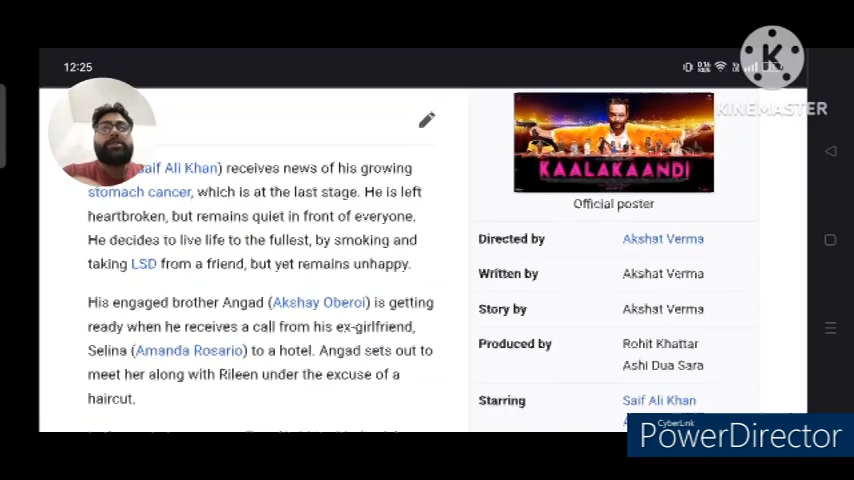 12:25
KINEMASTER
Saif Ali Khan) receives news of his growing
stomach cancer, which is at the last stage. He is left
heartbroken, but remains quiet in front of everyone.
He decides to live life to the fullest, by smoking and
taking LSD from a friend, but yet remains unhappy.
His engaged brother Angad (Akshay Oberoi) is getting
ready when he receives a call from his ex-girlfriend,
Selina (Amanda Rosario) to a hotel. Angad sets out to
meet her along with Rileen under the excuse of a
haircut.
KAALAKAANDI
Official poster
Directed by Akshat Verma
Written by Akshat Verma
Story by Akshat Verma
Produced by Rohit Khattar
Ashi Dua Sara
Starring Saif Ali Khan
CyberLink
PowerDirector